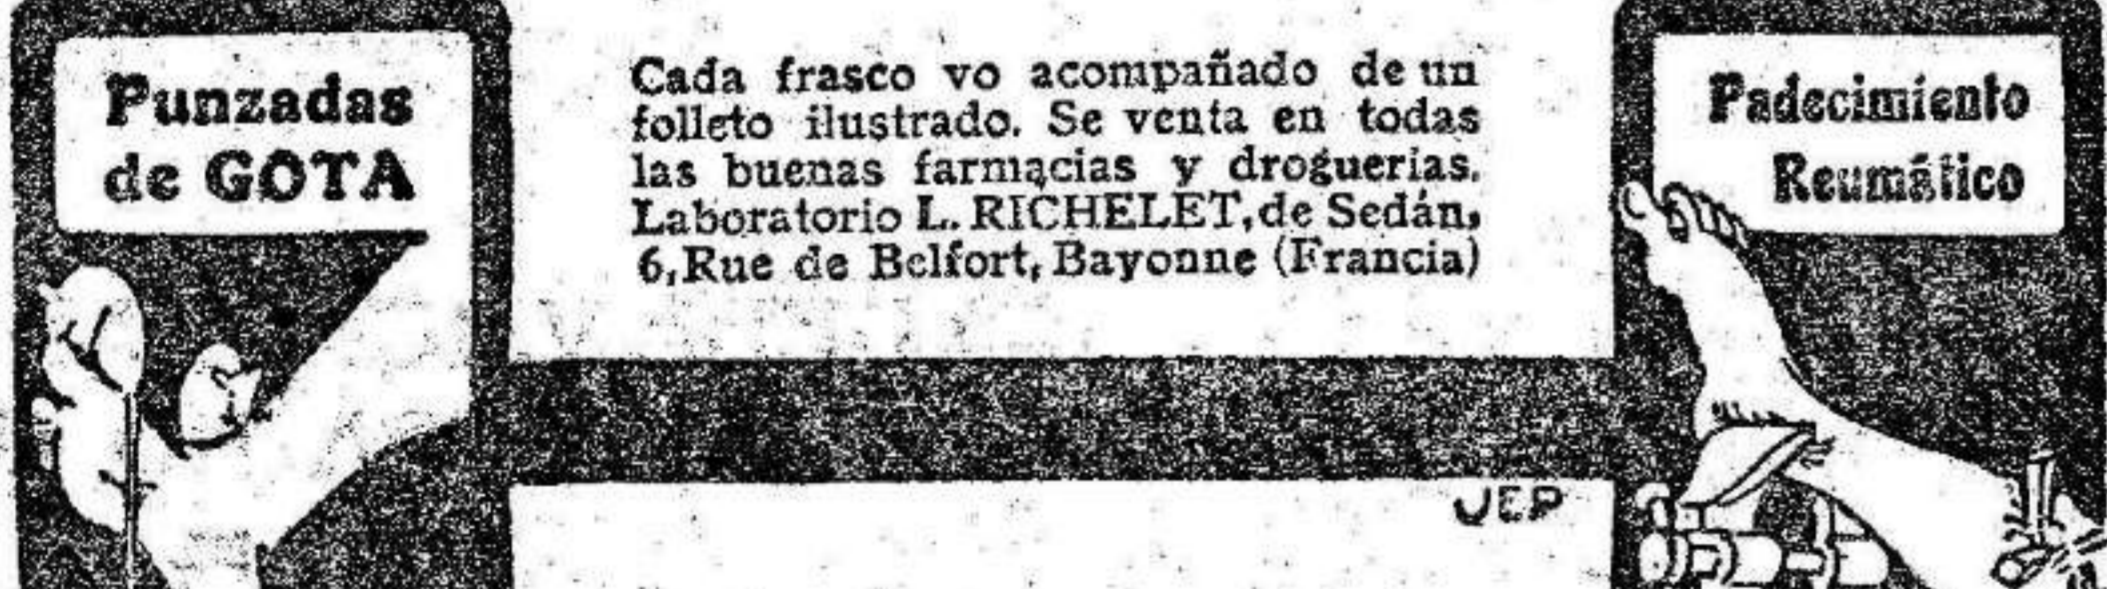 Punzadas
de GOTA
Cada frasco vo acompañado de un
folleto ilustrado. Se venta en todas
las buenas farmacias y droguerías.
Laboratorio L. RICHELET, de Sedán,
6, Rue de Belfort, Bayonne (Francia)
Padecimiento
Reumático
JEP